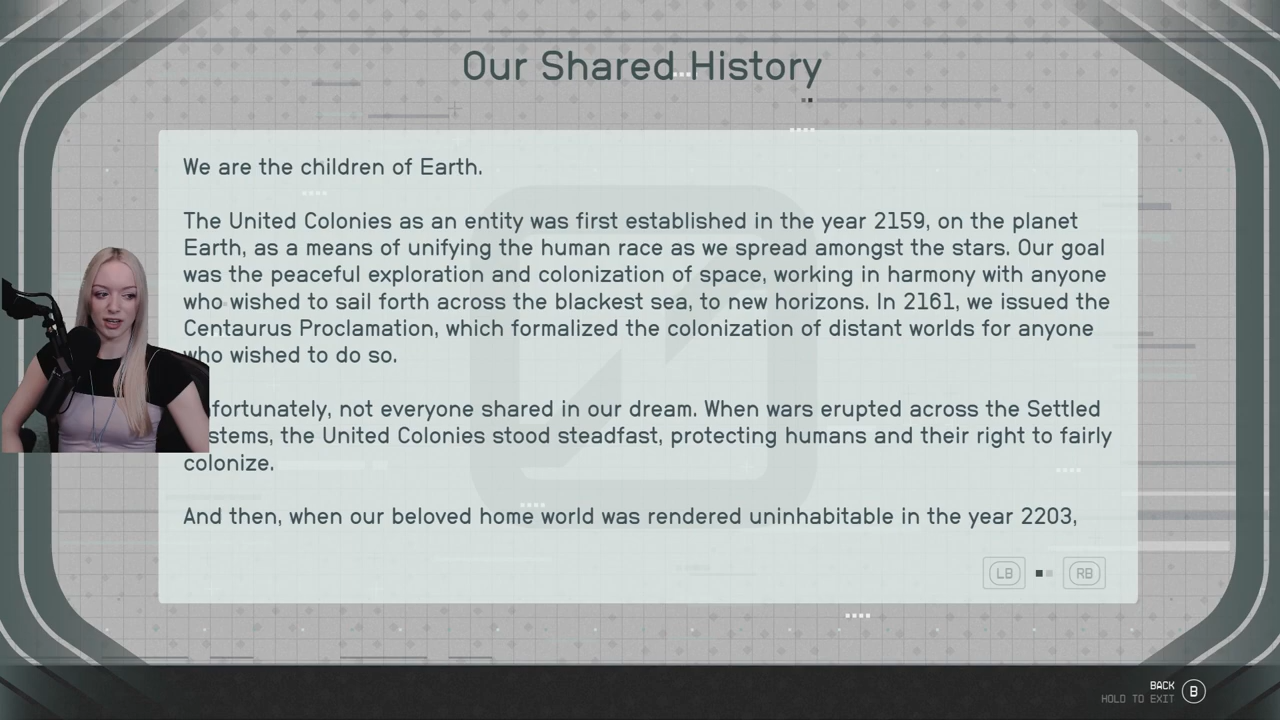 Our Shared History
We are the children of Earth.
The United Colonies as an entity was first established in the year 2159, on the planet
Earth, as a means of unifying the human race as we spread amongst the stars. Our goal
was the peaceful exploration and colonization of space, working in harmony with anyone
who wished to sail forth across the blackest sea, to new horizons. In 2161, we issued the
Centaurus Proclamation, which formalized the colonization of distant worlds for anyone
who wished to do so.
fortunately, not everyone shared in our dream. When wars erupted across the Settled
stems, the United Colonies stood steadfast, protecting humans and their right to fairly
colonize.
And then, when our beloved home world was rendered uninhabitable in the year 2203,
LB RB
BACK
HOLD TO EXIT B